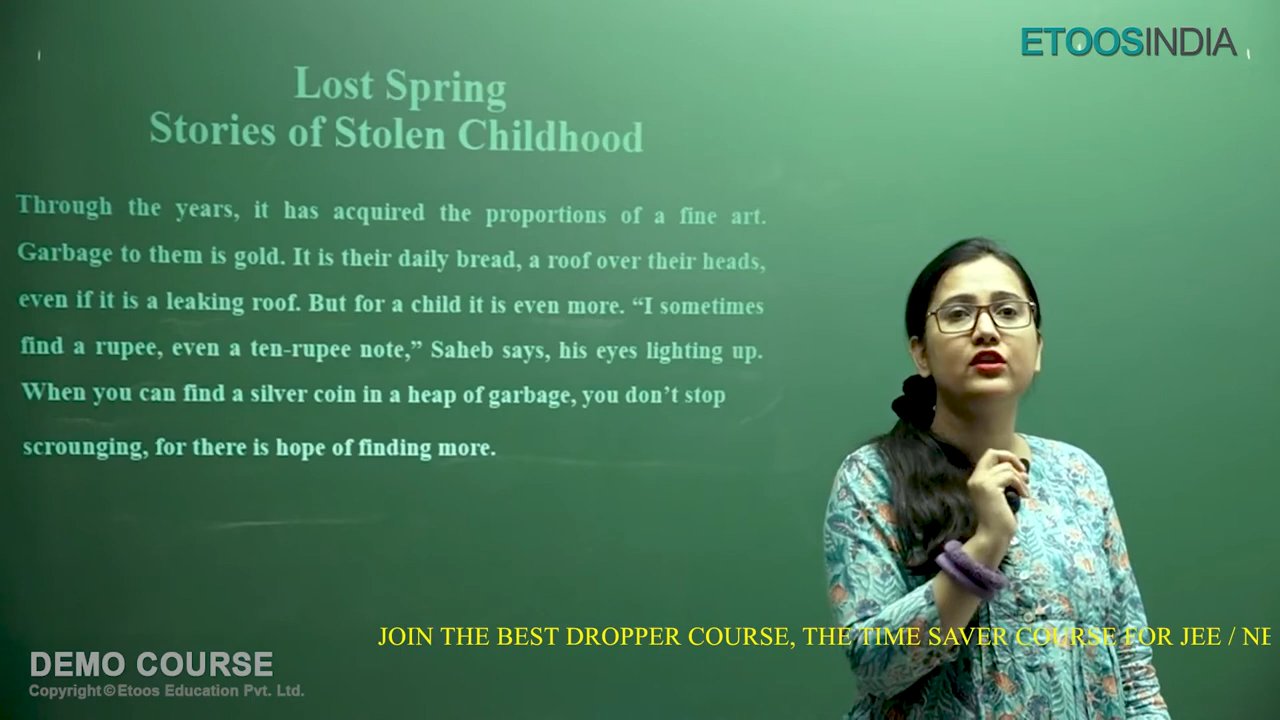 ETOOSINDIA
Lost Spring
Stories of Stolen Childhood
Through the years, it has acquired the proportions of a fine art.
Garbage to them is gold. It is their daily bread, a roof over their heads,
even if it is a leaking roof. But for a child it is even more. “I sometimes
find a rupee, even a ten-rupee note,” Saheb says, his eyes lighting up.
When you can find a silver coin in a heap of garbage, you don’t stop
scrounging, for there is hope of finding more.
JOIN THE BEST DROPPER COURSE, THE TIME SAVER COURSE FOR JEE / NE
DEMO COURSE
Copyright © Etoos Education Pvt. Ltd.